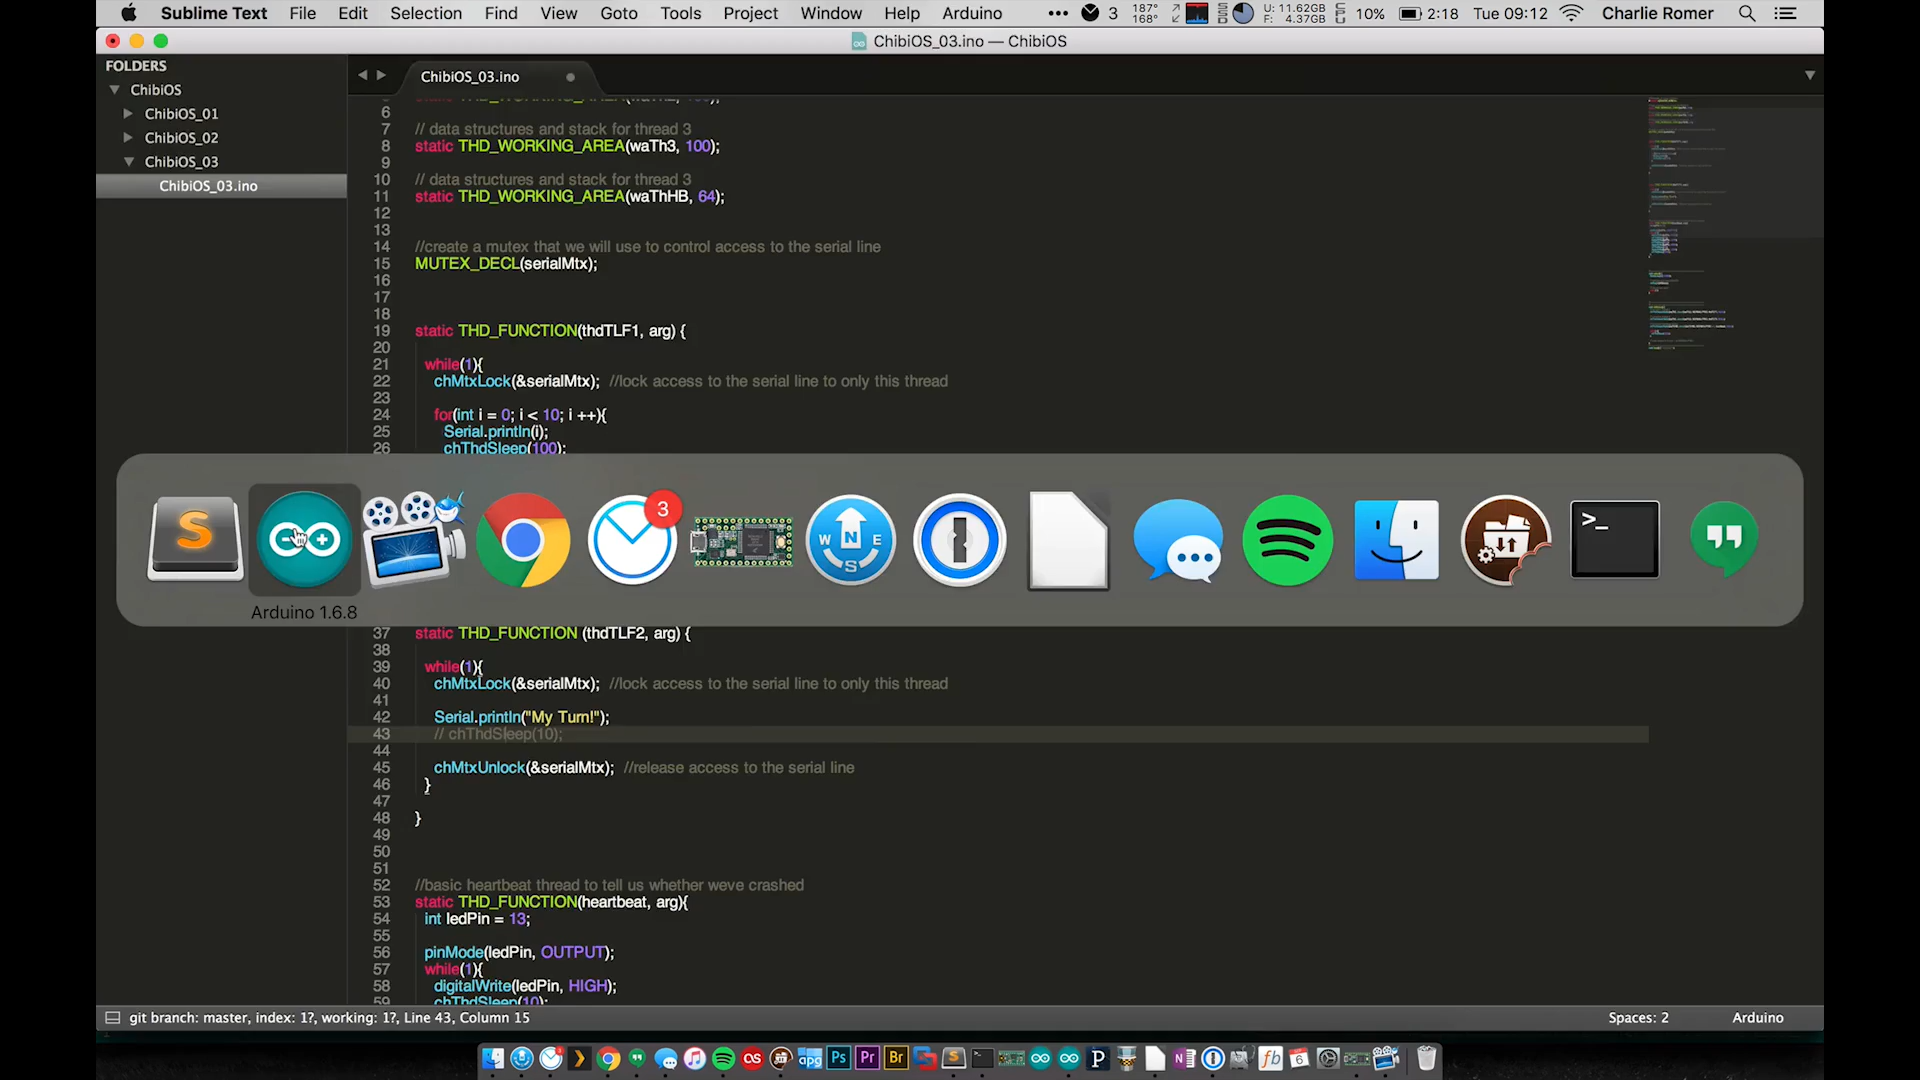 Sublime Text File Edit Selection Find View Goto Tools Project Window Help Arduino ••• 3 187° 168° U: 11.62GB F: 4.37GB 10% 2:18 Tue 09:12 Charlie Romer
ChibiOS_03.ino — ChibiOS
FOLDERS
ChibiOS
ChibiOS_01
ChibiOS_02
ChibiOS_03
ChibiOS_03.ino
ChibiOS_03.ino
6
7 // data structures and stack for thread 3
8 static THD_WORKING_AREA(waTh3, 100);
9
10 // data structures and stack for thread 3
11 static THD_WORKING_AREA(waThHB, 64);
12
13
14 //create a mutex that we will use to control access to the serial line
15 MUTEX_DECL(serialMtx);
16
17
18
19 static THD_FUNCTION(thdTLF1, arg) {
20
21 while(1){
22 chMtxLock(&serialMtx); //lock access to the serial line to only this thread
23
24 for(int i = 0; i < 10; i ++){
25 Serial.println(i);
26 chThdSleep(100);
3
W N E
S
>_
Arduino 1.6.8
37 static THD_FUNCTION (thdTLF2, arg) {
38
39 while(1){
40 chMtxLock(&serialMtx); //lock access to the serial line to only this thread
41
42 Serial.println("My Turn!");
43 // chThdSleep(10);
44
45 chMtxUnlock(&serialMtx); //release access to the serial line
46 }
47
48 }
49
50
51
52 //basic heartbeat thread to tell us whether weve crashed
53 static THD_FUNCTION(heartbeat, arg){
54 int ledPin = 13;
55
56 pinMode(ledPin, OUTPUT);
57 while(1){
58 digitalWrite(ledPin, HIGH);
59 chThdSleep(10);
git branch: master, index: 1?, working: 1?, Line 43, Column 15
Spaces: 2 Arduino
Ps Pr Br